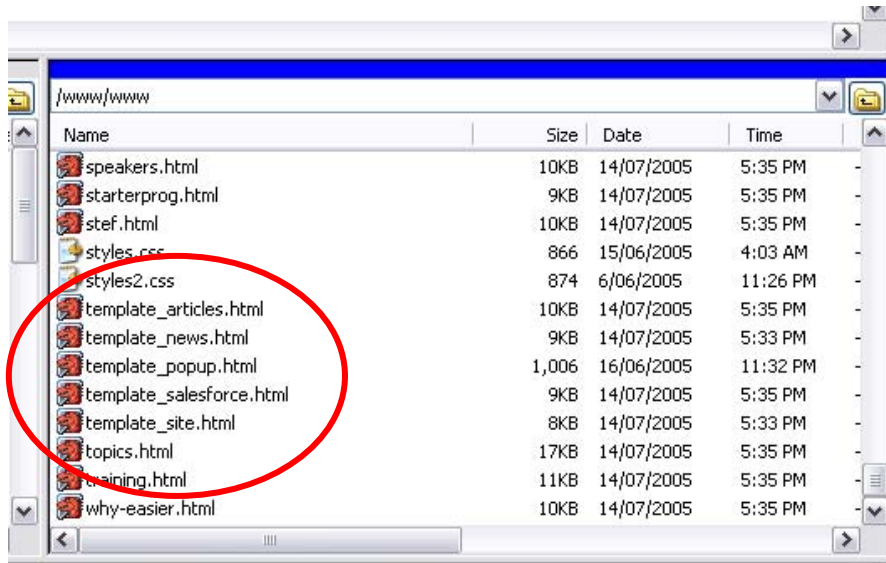 /www/www
Name Size Date Time
speakers.html 10KB 14/07/2005 5:35 PM -
starterprog.html 9KB 14/07/2005 5:35 PM -
stef.html 10KB 14/07/2005 5:35 PM -
styles.css 866 15/06/2005 4:03 AM -
styles2.css 874 6/06/2005 11:26 PM -
template_articles.html 10KB 14/07/2005 5:35 PM -
template_news.html 9KB 14/07/2005 5:33 PM -
template_popup.html 1,006 16/06/2005 11:32 PM -
template_salesforce.html 9KB 14/07/2005 5:35 PM -
template_site.html 8KB 14/07/2005 5:33 PM -
topics.html 17KB 14/07/2005 5:35 PM -
training.html 11KB 14/07/2005 5:35 PM -
why-easier.html 10KB 14/07/2005 5:35 PM -